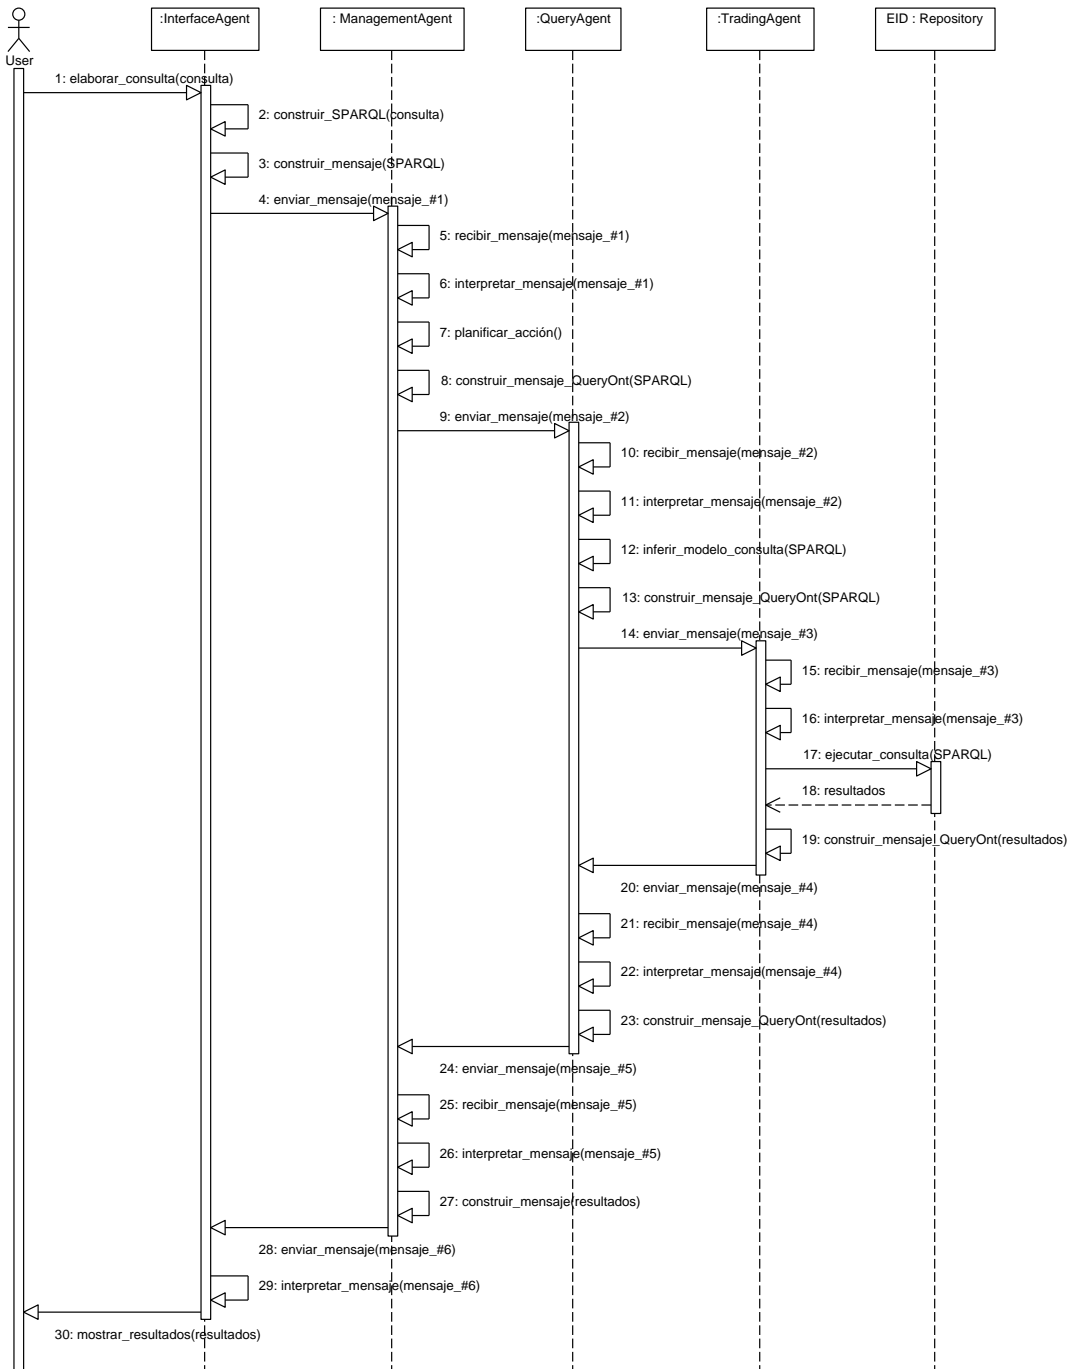 :InterfaceAgent
: ManagementAgent
:QueryAgent
:TradingAgent
EID : Repository
User
1: elaborar_consulta(consulta)
2: construir_SPARQL(consulta)
3: construir_mensaje(SPARQL)
4: enviar_mensaje(mensaje_#1)
5: recibir_mensaje(mensaje_#1)
6: interpretar_mensaje(mensaje_#1)
7: planificar_acción()
8: construir_mensaje_QueryOnt(SPARQL)
9: enviar_mensaje(mensaje_#2)
10: recibir_mensaje(mensaje_#2)
11: interpretar_mensaje(mensaje_#2)
12: inferir_modelo_consulta(SPARQL)
13: construir_mensaje_QueryOnt(SPARQL)
14: enviar_mensaje(mensaje_#3)
15: recibir_mensaje(mensaje_#3)
16: interpretar_mensaje(mensaje_#3)
17: ejecutar_consulta(SPARQL)
18: resultados
19: construir_mensaje_QueryOnt(resultados)
20: enviar_mensaje(mensaje_#4)
21: recibir_mensaje(mensaje_#4)
22: interpretar_mensaje(mensaje_#4)
23: construir_mensaje_QueryOnt(resultados)
24: enviar_mensaje(mensaje_#5)
25: recibir_mensaje(mensaje_#5)
26: interpretar_mensaje(mensaje_#5)
27: construir_mensaje(resultados)
28: enviar_mensaje(mensaje_#6)
29: interpretar_mensaje(mensaje_#6)
30: mostrar_resultados(resultados)